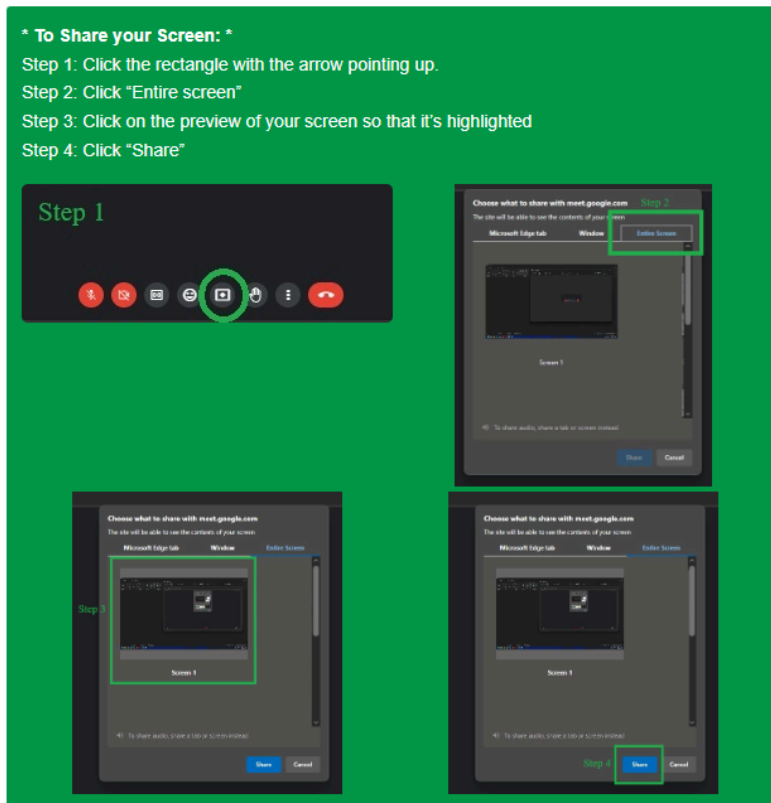 * To Share your Screen: *
Step 1: Click the rectangle with the arrow pointing up.
Step 2: Click “Entire screen”
Step 3: Click on the preview of your screen so that it’s highlighted
Step 4: Click “Share”
Step 1
Choose what to share with meet.google.com
Step 2
The site will be able to see the contents of your screen
Microsoft Edge tab Window Entire Screen
Screen 1
To share audio, share a tab or screen instead
Share Cancel
Choose what to share with meet.google.com
The site will be able to see the contents of your screen
Microsoft Edge tab Window Entire Screen
Step 3
Screen 1
To share audio, share a tab or screen instead
Share Cancel
Choose what to share with meet.google.com
The site will be able to see the contents of your screen
Microsoft Edge tab Window Entire Screen
Screen 1
To share audio, share a tab or screen instead
Step 4 Share Cancel